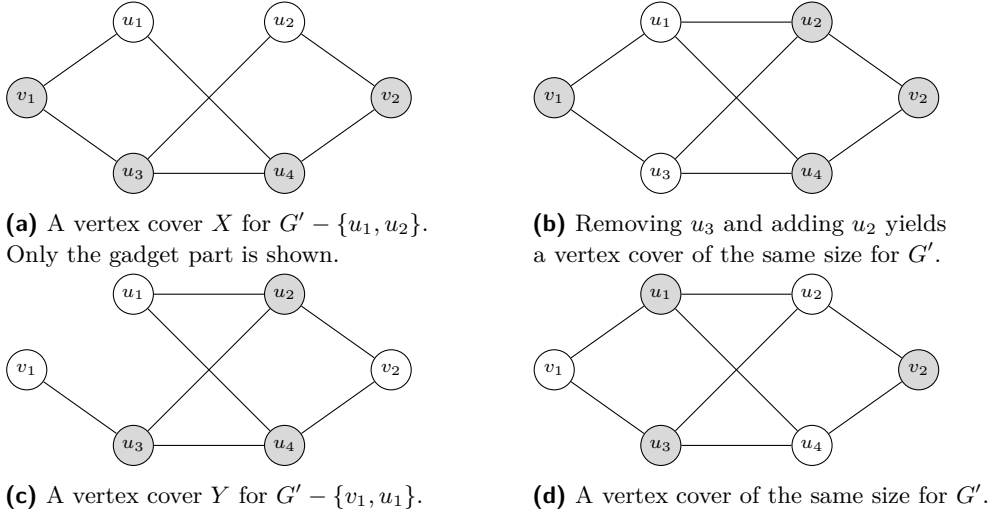 u₁ u₂
v₁ v₂
u₃ u₄
(a) A vertex cover X for G′ − {u₁, u₂}.
Only the gadget part is shown.
u₁ u₂
v₁ v₂
u₃ u₄
(b) Removing u₃ and adding u₂ yields
a vertex cover of the same size for G′.
u₁ u₂
v₁ v₂
u₃ u₄
(c) A vertex cover Y for G′ − {v₁, u₁}.
u₁ u₂
v₁ v₂
u₃ u₄
(d) A vertex cover of the same size for G′.